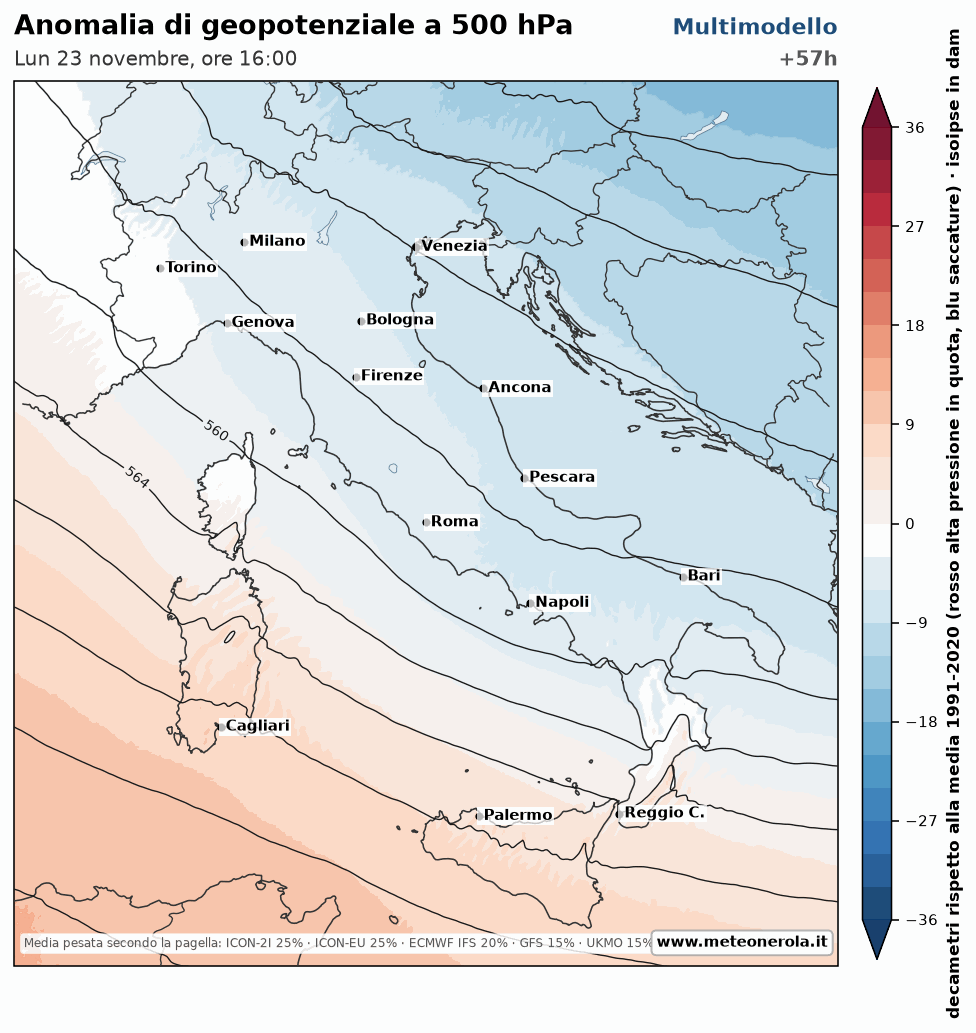 Anomalia di geopotenziale a 500 hPa
Multimodello
Lun 23 novembre, ore 16:00
+57h
Milano
Venezia
Torino
Genova
Bologna
Firenze
Ancona
560
564
Pescara
Roma
Bari
Napoli
Cagliari
Palermo
Reggio C.
Media pesata secondo la pagella: ICON-2I 25% · ICON-EU 25% · ECMWF IFS 20% · GFS 15% · UKMO 15%
www.meteonerola.it
36
27
18
9
0
−9
−18
−27
−36
decametri rispetto alla media 1991-2020 (rosso alta pressione in quota, blu saccature) · isoipse in dam